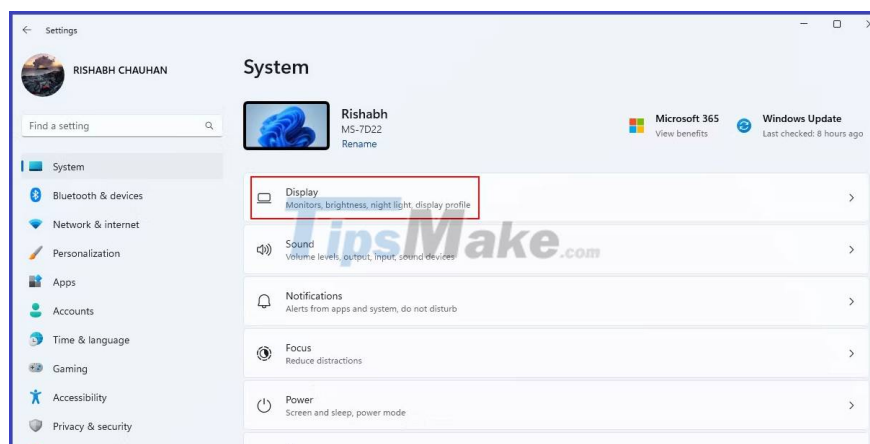 Settings
RISHABH CHAUHAN
Find a setting
System
Bluetooth & devices
Network & internet
Personalization
Apps
Accounts
Time & language
Gaming
Accessibility
Privacy & security
System
Rishabh
MS-7D22
Rename
Microsoft 365
View benefits
Windows Update
Last checked: 8 hours ago
Display
Monitors, brightness, night light, display profile
TipsMake.com
Sound
Volume levels, output, input, sound devices
Notifications
Alerts from apps and system, do not disturb
Focus
Reduce distractions
Power
Screen and sleep, power mode